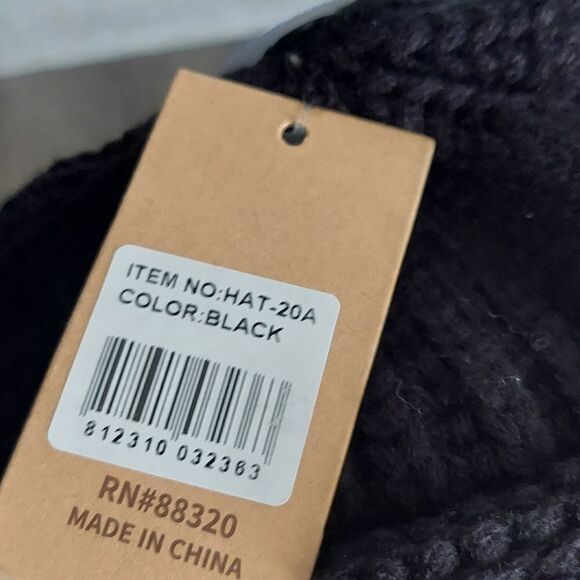 ITEM NO:HAT-20A
COLOR:BLACK
812310 032363
RN#88320
MADE IN CHINA